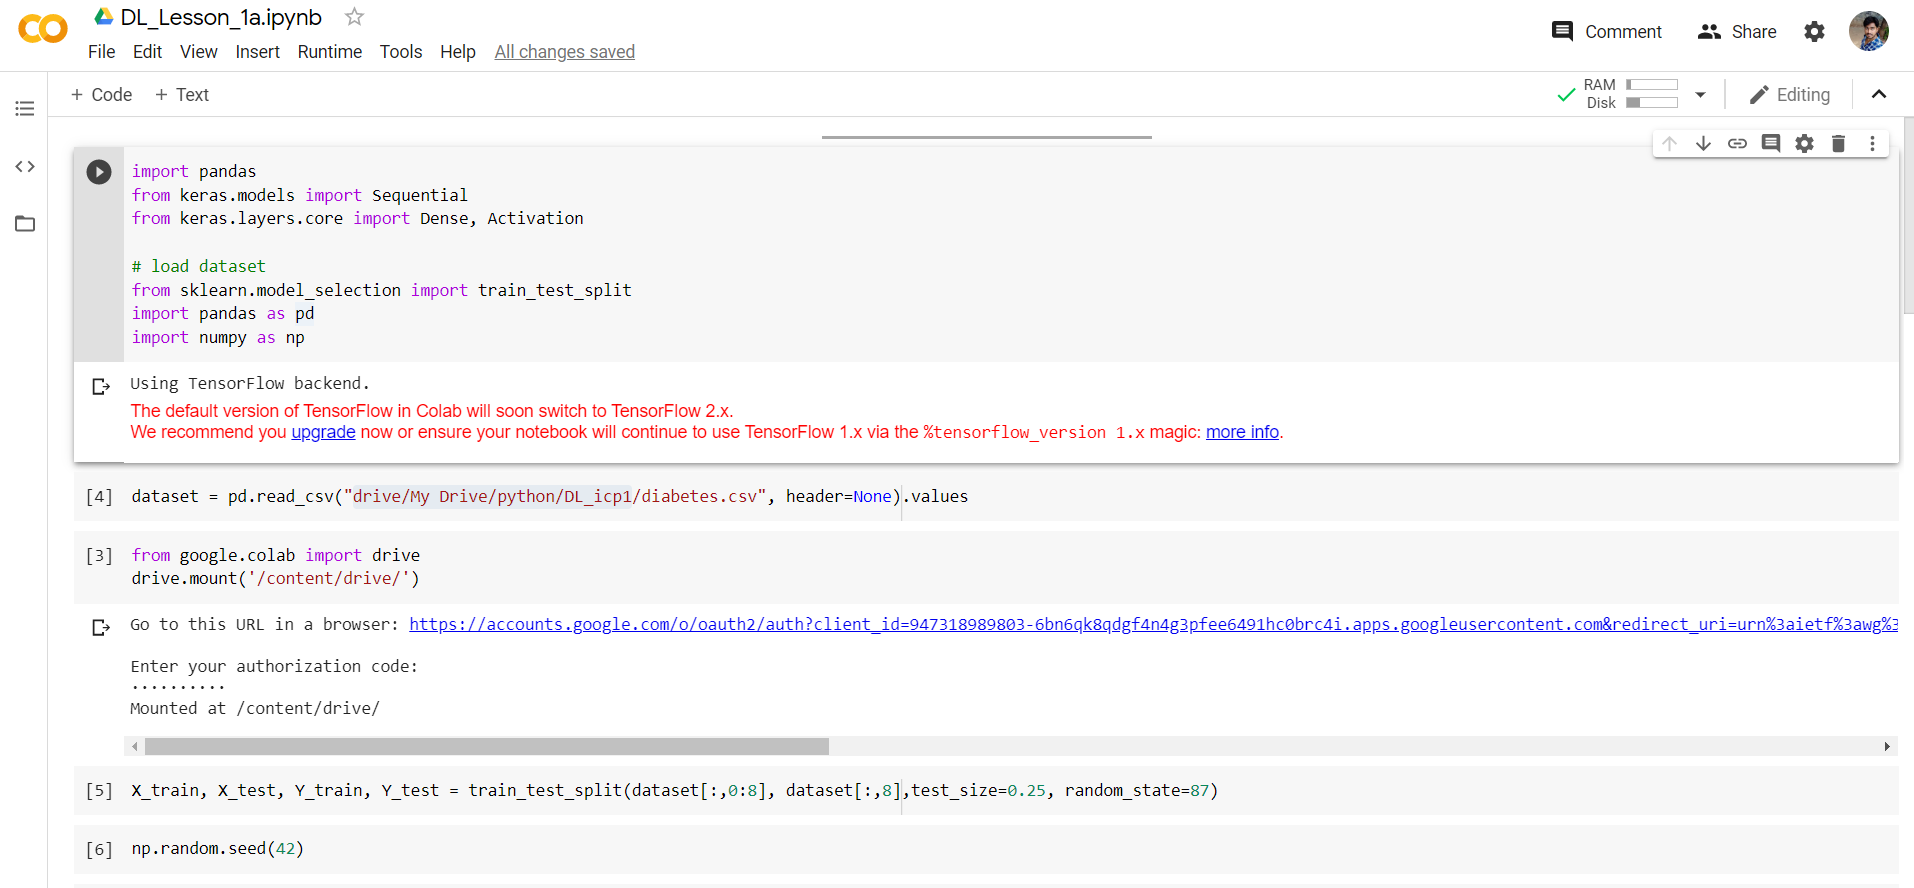 DL_Lesson_1a.ipynb
File Edit View Insert Runtime Tools Help All changes saved
Comment Share
+ Code + Text
RAM
Disk
Editing
import pandas
from keras.models import Sequential
from keras.layers.core import Dense, Activation
# load dataset
from sklearn.model_selection import train_test_split
import pandas as pd
import numpy as np
Using TensorFlow backend.
The default version of TensorFlow in Colab will soon switch to TensorFlow 2.x.
We recommend you upgrade now or ensure your notebook will continue to use TensorFlow 1.x via the %tensorflow_version 1.x magic: more info.
[4] dataset = pd.read_csv("drive/My Drive/python/DL_icp1/diabetes.csv", header=None).values
[3] from google.colab import drive
drive.mount('/content/drive/')
Go to this URL in a browser: https://accounts.google.com/o/oauth2/auth?client_id=947318989803-6bn6qk8qdgf4n4g3pfee6491hc0brc4i.apps.googleusercontent.com&redirect_uri=urn%3aietf%3awg%3
Enter your authorization code:
··········
Mounted at /content/drive/
[5] X_train, X_test, Y_train, Y_test = train_test_split(dataset[:,0:8], dataset[:,8],test_size=0.25, random_state=87)
[6] np.random.seed(42)